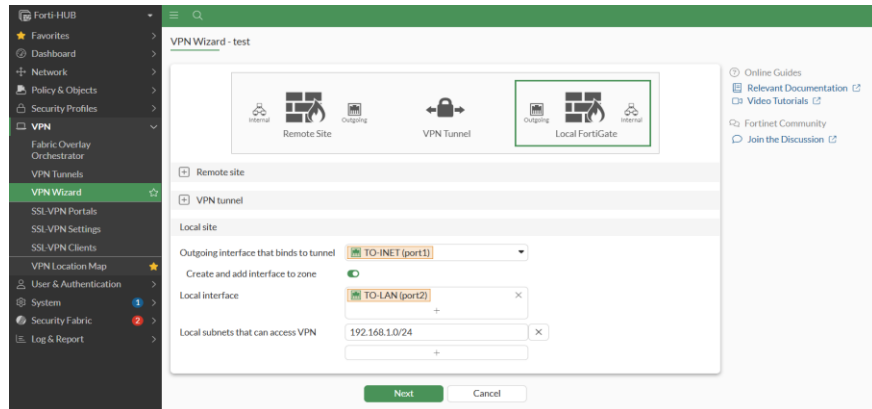 Forti-HUB
Favorites
Dashboard
Network
Policy & Objects
Security Profiles
VPN
Fabric Overlay
Orchestrator
VPN Tunnels
VPN Wizard
SSL-VPN Portals
SSL-VPN Settings
SSL-VPN Clients
VPN Location Map
User & Authentication
System 1
Security Fabric 2
Log & Report
VPN Wizard - test
Internal
Remote Site
Outgoing
VPN Tunnel
Outgoing
Local FortiGate
Internal
Remote site
VPN tunnel
Local site
Outgoing interface that binds to tunnel TO-INET (port1)
Create and add interface to zone
Local interface TO-LAN (port2)
Local subnets that can access VPN 192.168.1.0/24
Next Cancel
Online Guides
Relevant Documentation
Video Tutorials
Fortinet Community
Join the Discussion